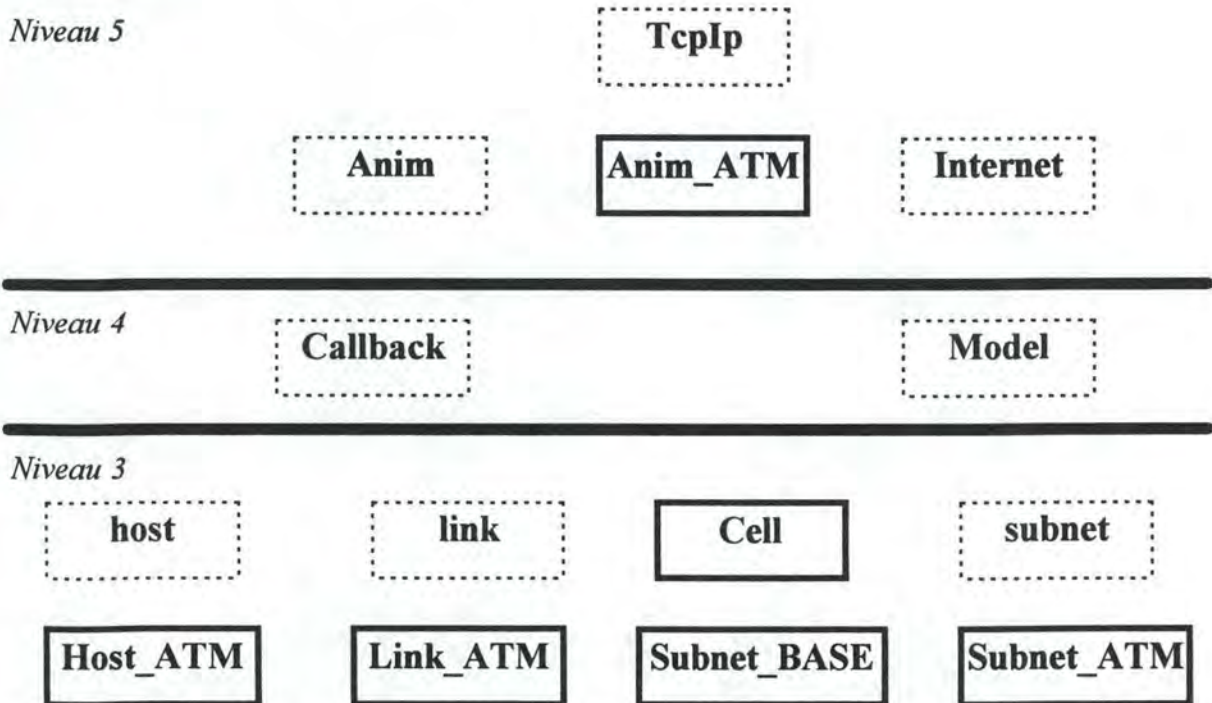 Niveau 5
TcpIp
Anim Anim_ATM Internet
Niveau 4
Callback Model
Niveau 3
host link Cell subnet
Host_ATM Link_ATM Subnet_BASE Subnet_ATM